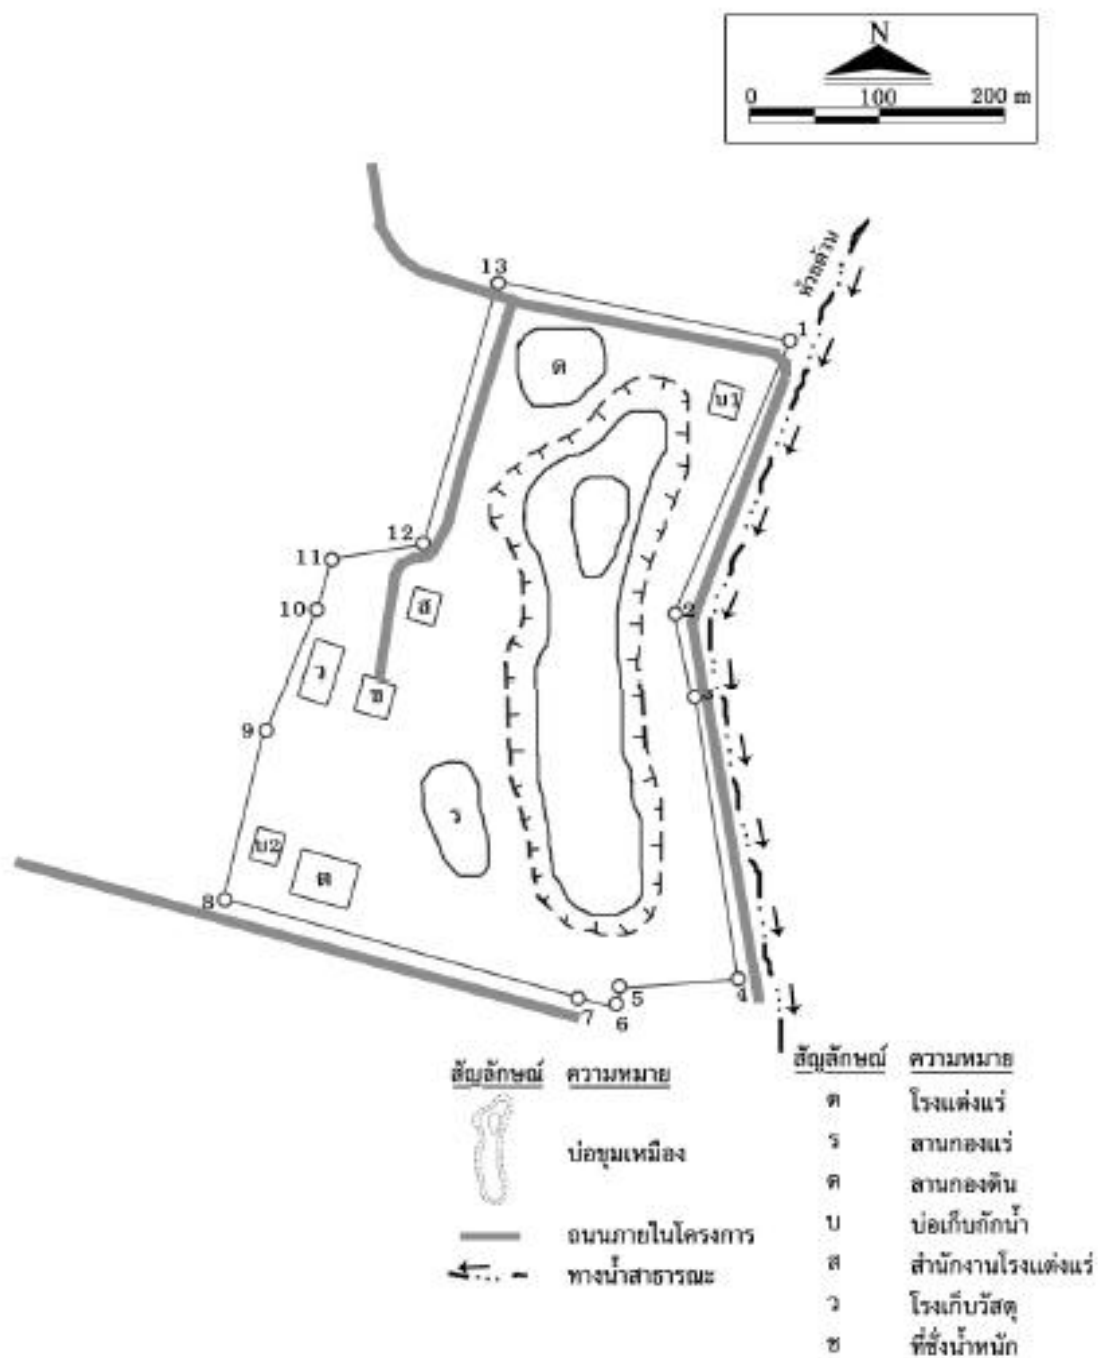 N
0 100 200 m
ห้วยด้วน
13
1
ด
บ1
12
11
2
ส
10
ว
3
ช
9
ว
บ2
ต
8
4
5
7
6
สัญลักษณ์ ความหมาย
บ่อขุมเหมือง
ถนนภายในโครงการ
ทางน้ำสาธารณะ
สัญลักษณ์ ความหมาย
ต โรงแต่งแร่
ร ลานกองแร่
ด ลานกองดิน
บ บ่อเก็บกักน้ำ
ส สำนักงานโรงแต่งแร่
ว โรงเก็บวัสดุ
ช ที่ชั่งน้ำหนัก